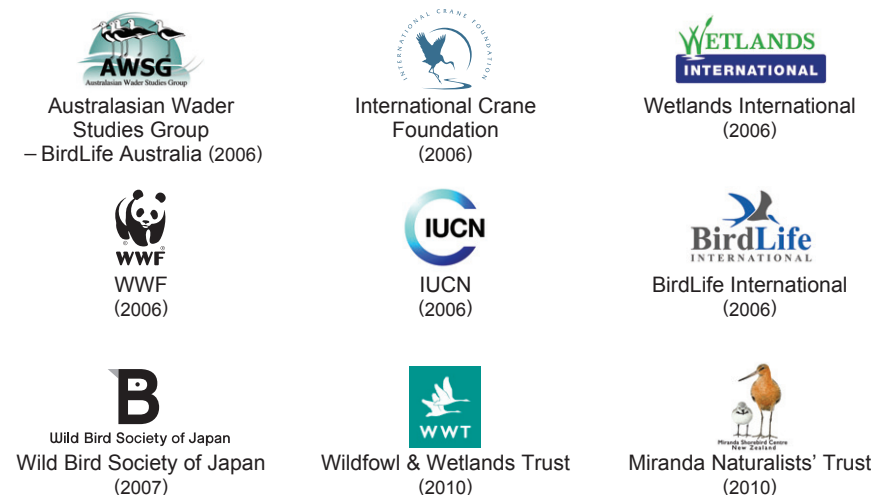 AWSG
Australasian Wader Studies Group
Australasian Wader
Studies Group
– BirdLife Australia (2006)
INTERNATIONAL CRANE FOUNDATION
International Crane
Foundation
(2006)
WETLANDS
INTERNATIONAL
Wetlands International
(2006)
WWF
WWF
(2006)
IUCN
IUCN
(2006)
BirdLife
INTERNATIONAL
BirdLife International
(2006)
B
Wild Bird Society of Japan
Wild Bird Society of Japan
(2007)
WWT
Wildfowl & Wetlands Trust
(2010)
Miranda Shorebird Centre
New Zealand
Miranda Naturalists’ Trust
(2010)